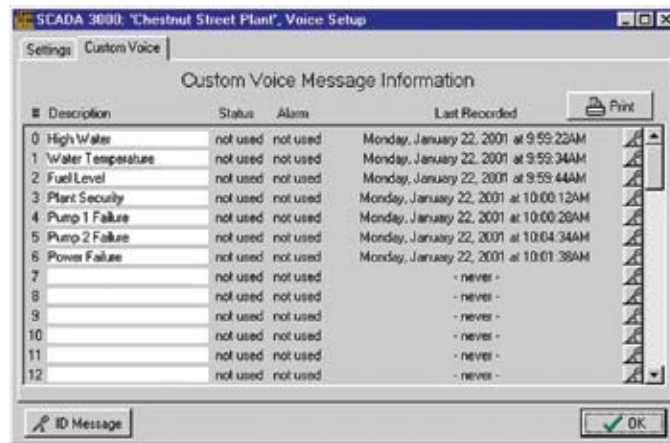 SCADA 3000: 'Chestnut Street Plant', Voice Setup
Settings Custom Voice
Custom Voice Message Information
Print
# Description Status Alarm Last Recorded
0 High Water not used not used Monday, January 22, 2001 at 9:59:22AM
1 Water Temperature not used not used Monday, January 22, 2001 at 9:59:34AM
2 Fuel Level not used not used Monday, January 22, 2001 at 9:59:44AM
3 Plant Security not used not used Monday, January 22, 2001 at 10:00:12AM
4 Pump 1 Failure not used not used Monday, January 22, 2001 at 10:00:28AM
5 Pump 2 Failure not used not used Monday, January 22, 2001 at 10:04:34AM
6 Power Failure not used not used Monday, January 22, 2001 at 10:01:38AM
7 not used not used - never -
8 not used not used - never -
9 not used not used - never -
10 not used not used - never -
11 not used not used - never -
12 not used not used - never -
ID Message OK